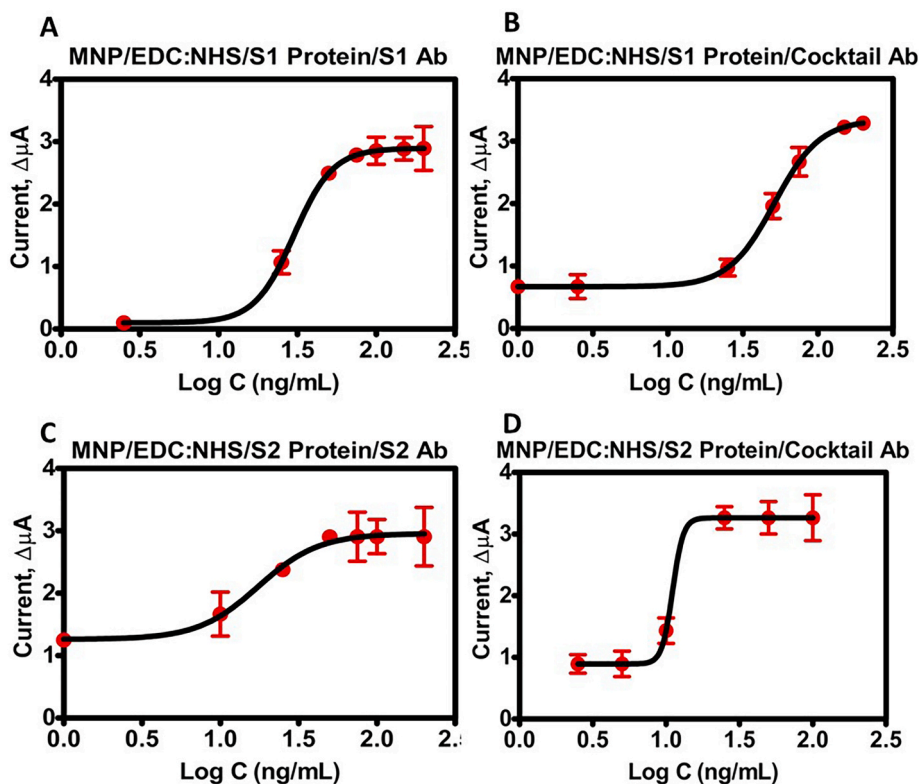 A
MNP/EDC:NHS/S1 Protein/S1 Ab
Current, ΔµA
4
3
2
1
0
0.0 0.5 1.0 1.5 2.0 2.5
Log C (ng/mL)
B
MNP/EDC:NHS/S1 Protein/Cocktail Ab
Current, ΔµA
4
3
2
1
0
0.0 0.5 1.0 1.5 2.0 2.5
Log C (ng/mL)
C
MNP/EDC:NHS/S2 Protein/S2 Ab
Current, ΔµA
4
3
2
1
0
0.0 0.5 1.0 1.5 2.0 2.5
Log C (ng/mL)
D
MNP/EDC:NHS/S2 Protein/Cocktail Ab
Current, ΔµA
4
3
2
1
0
0.0 0.5 1.0 1.5 2.0 2.5
Log C (ng/mL)